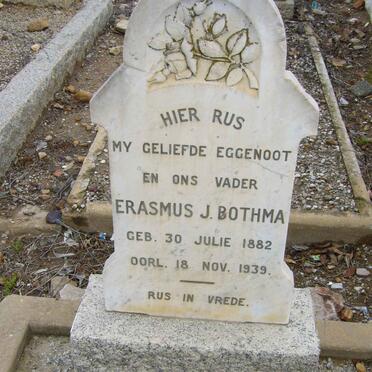 HIER RUS
MY GELIEFDE EGGENOOT
EN ONS VADER
ERASMUS J. BOTHMA
GEB. 30 JULIE 1882
OORL. 18 NOV. 1939.
RUS IN VREDE.